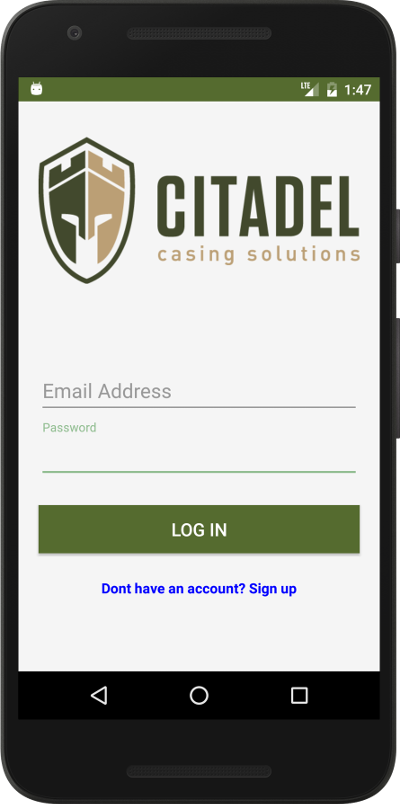 LTE 1:47
CITADEL
casing solutions
Email Address
Password
LOG IN
Dont have an account? Sign up